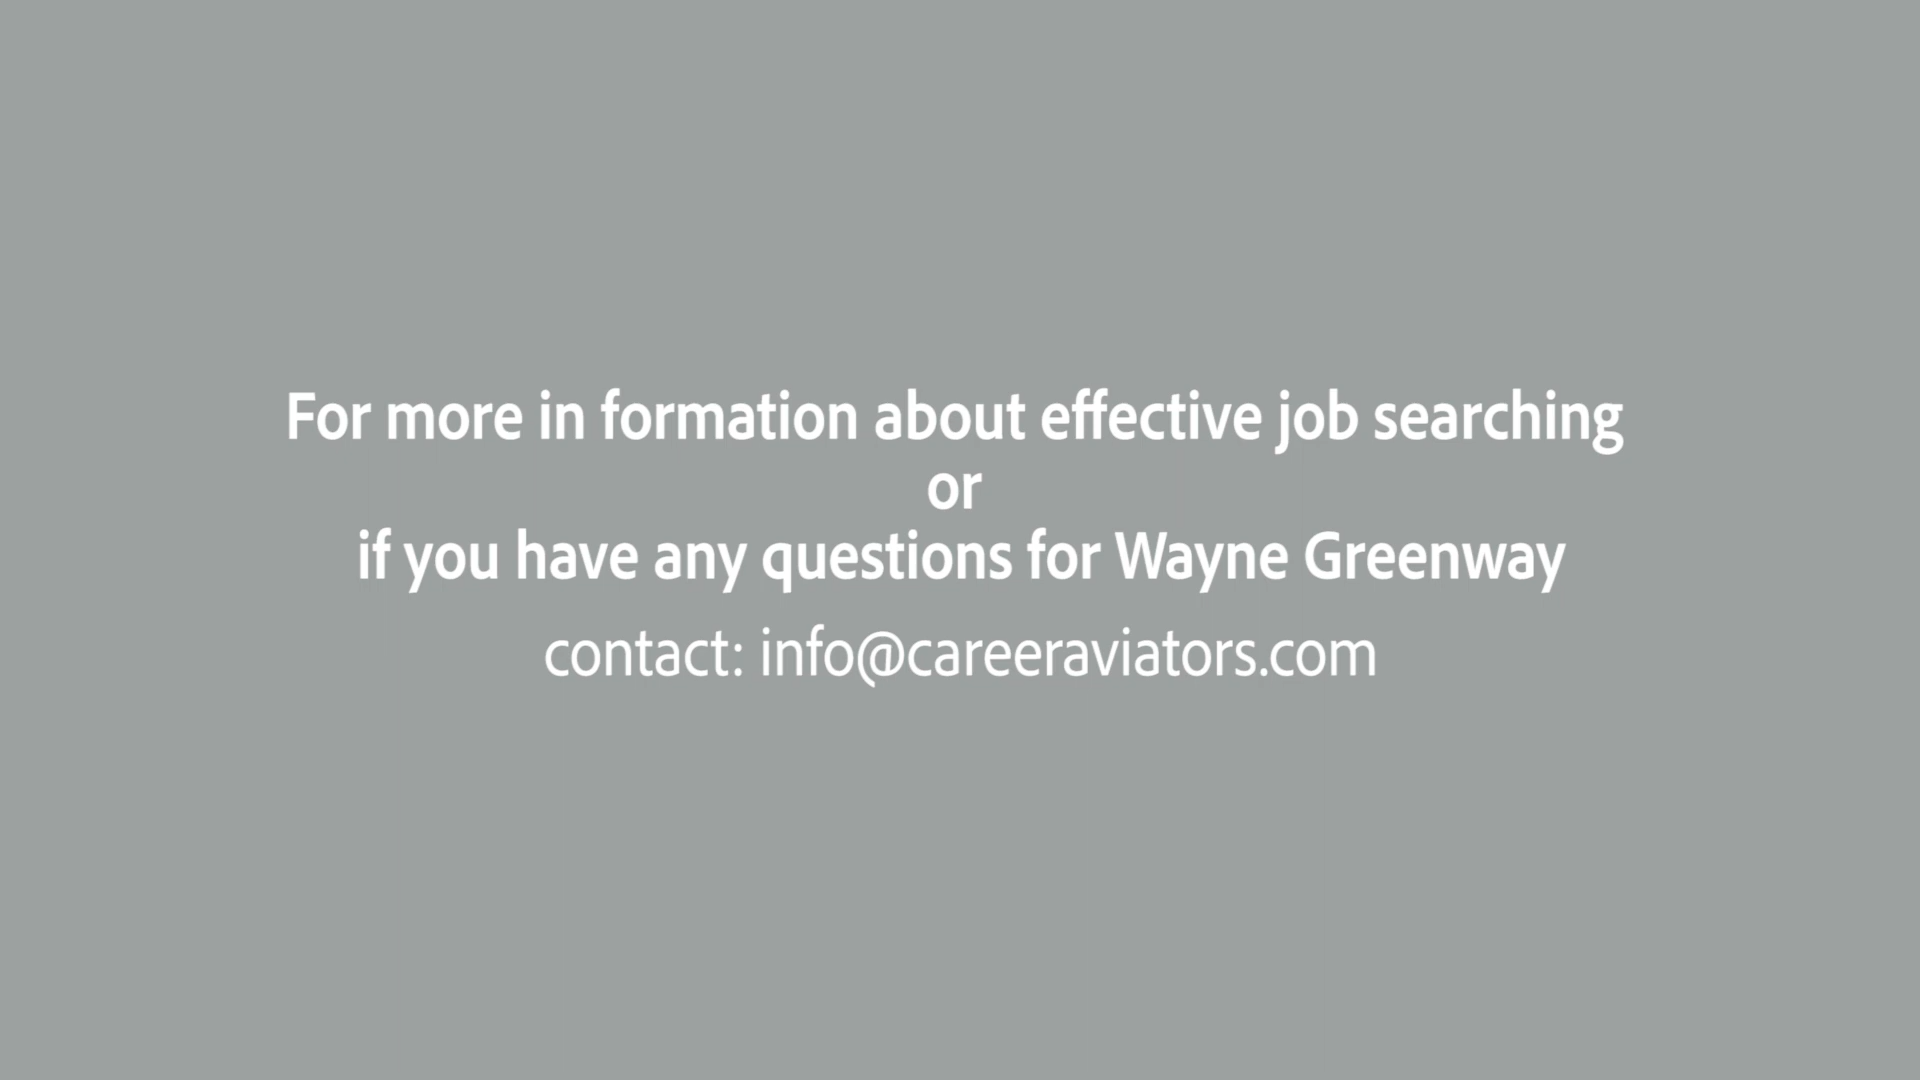 For more in formation about effective job searching
or
if you have any questions for Wayne Greenway
contact: info@careeraviators.com